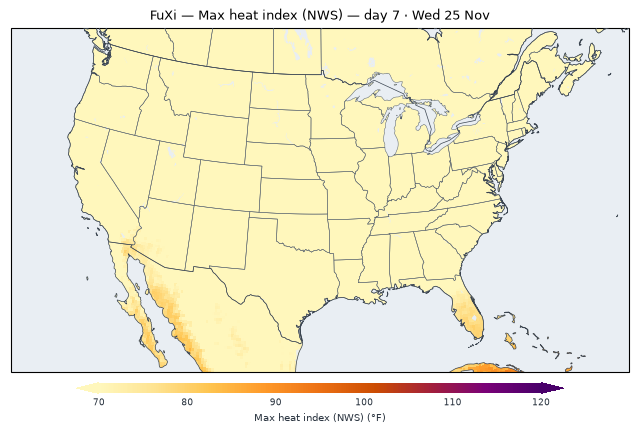 FuXi — Max heat index (NWS) — day 7 · Wed 25 Nov
70 80 90 100 110 120
Max heat index (NWS) (°F)